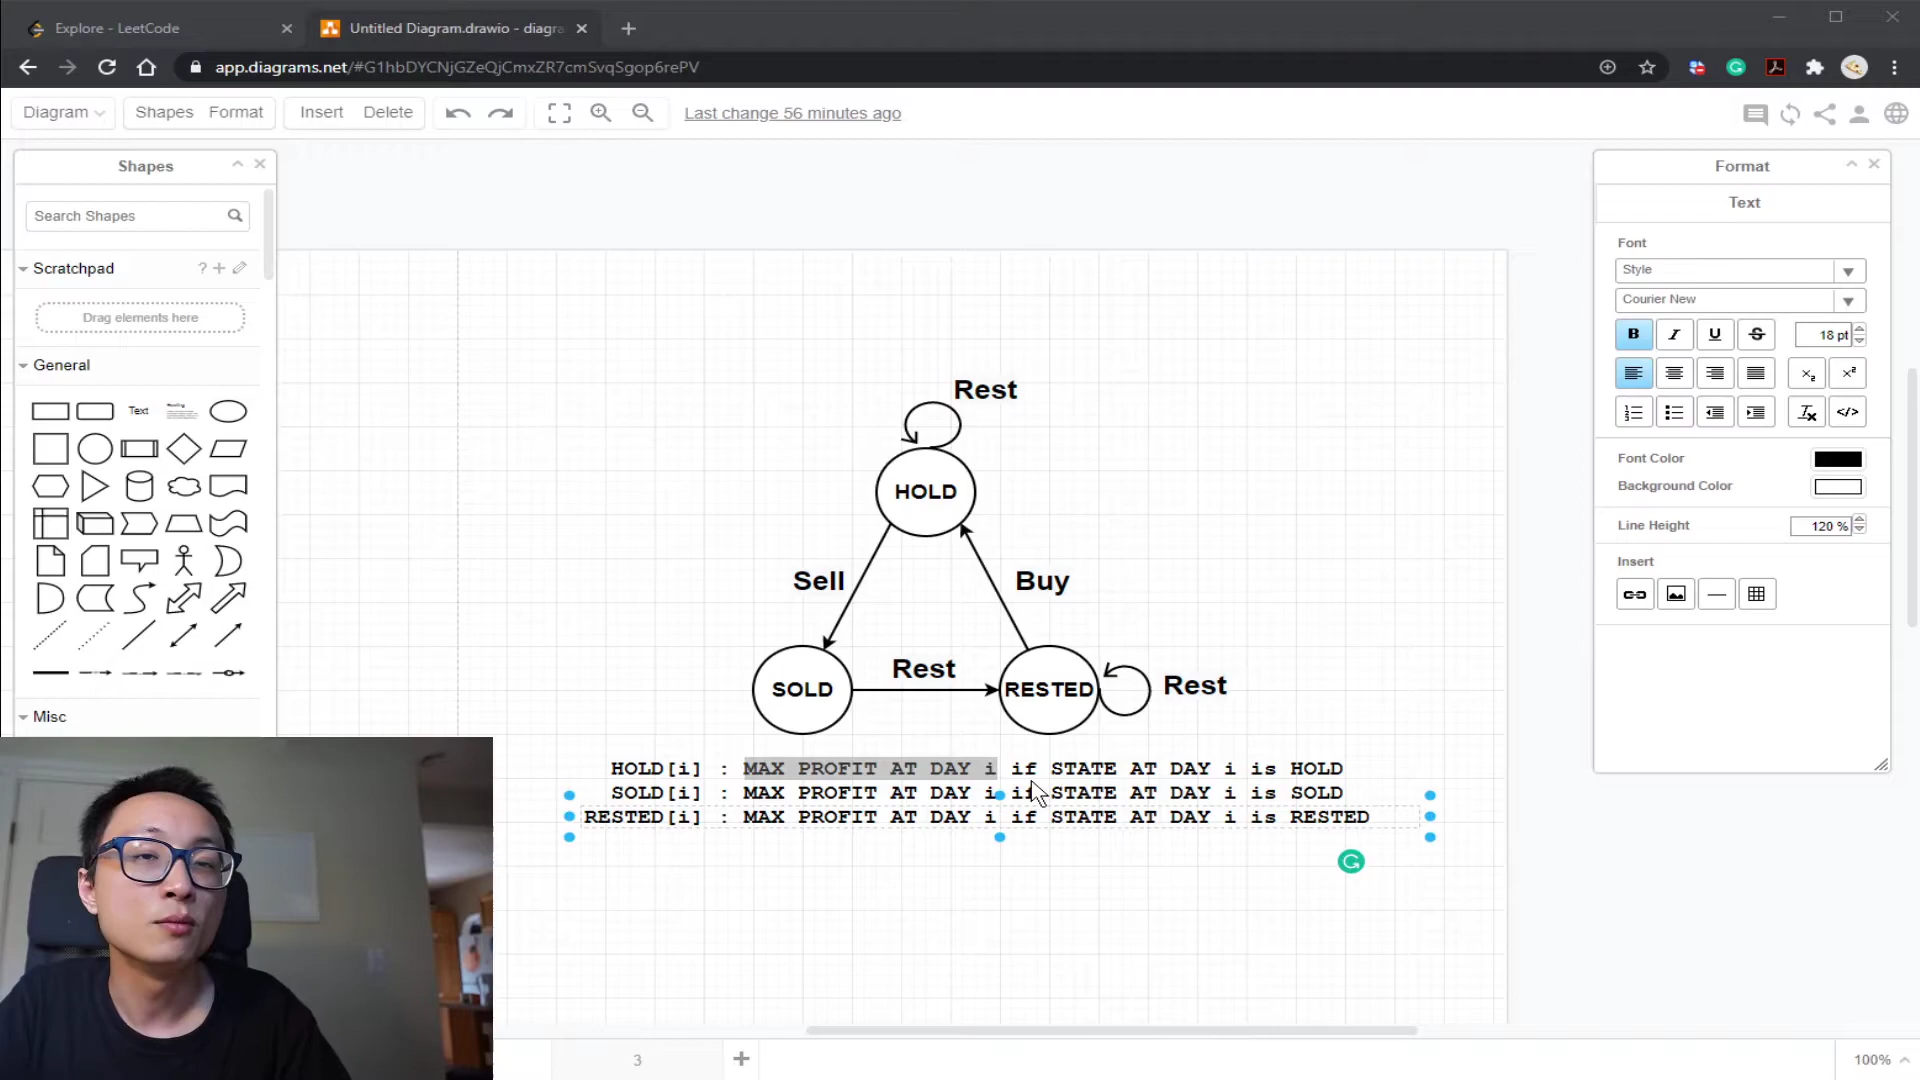 Explore - LeetCode
Untitled Diagram.drawio - diagra
app.diagrams.net/#G1hbDYCNjGZeQjCmxZR7cmSvqSgop6rePV
Diagram
Shapes
Format
Insert
Delete
Last change 56 minutes ago
Shapes
Search Shapes
Scratchpad
?
Drag elements here
General
Text
Heading
Misc
Rest
HOLD
Sell
Buy
SOLD
Rest
RESTED
Rest
HOLD[i] : MAX PROFIT AT DAY i if STATE AT DAY i is HOLD
SOLD[i] : MAX PROFIT AT DAY i if STATE AT DAY i is SOLD
RESTED[i] : MAX PROFIT AT DAY i if STATE AT DAY i is RESTED
3
100%
Format
Text
Font
Style
Courier New
B I U S 18 pt
Font Color
Background Color
Line Height 120 %
Insert